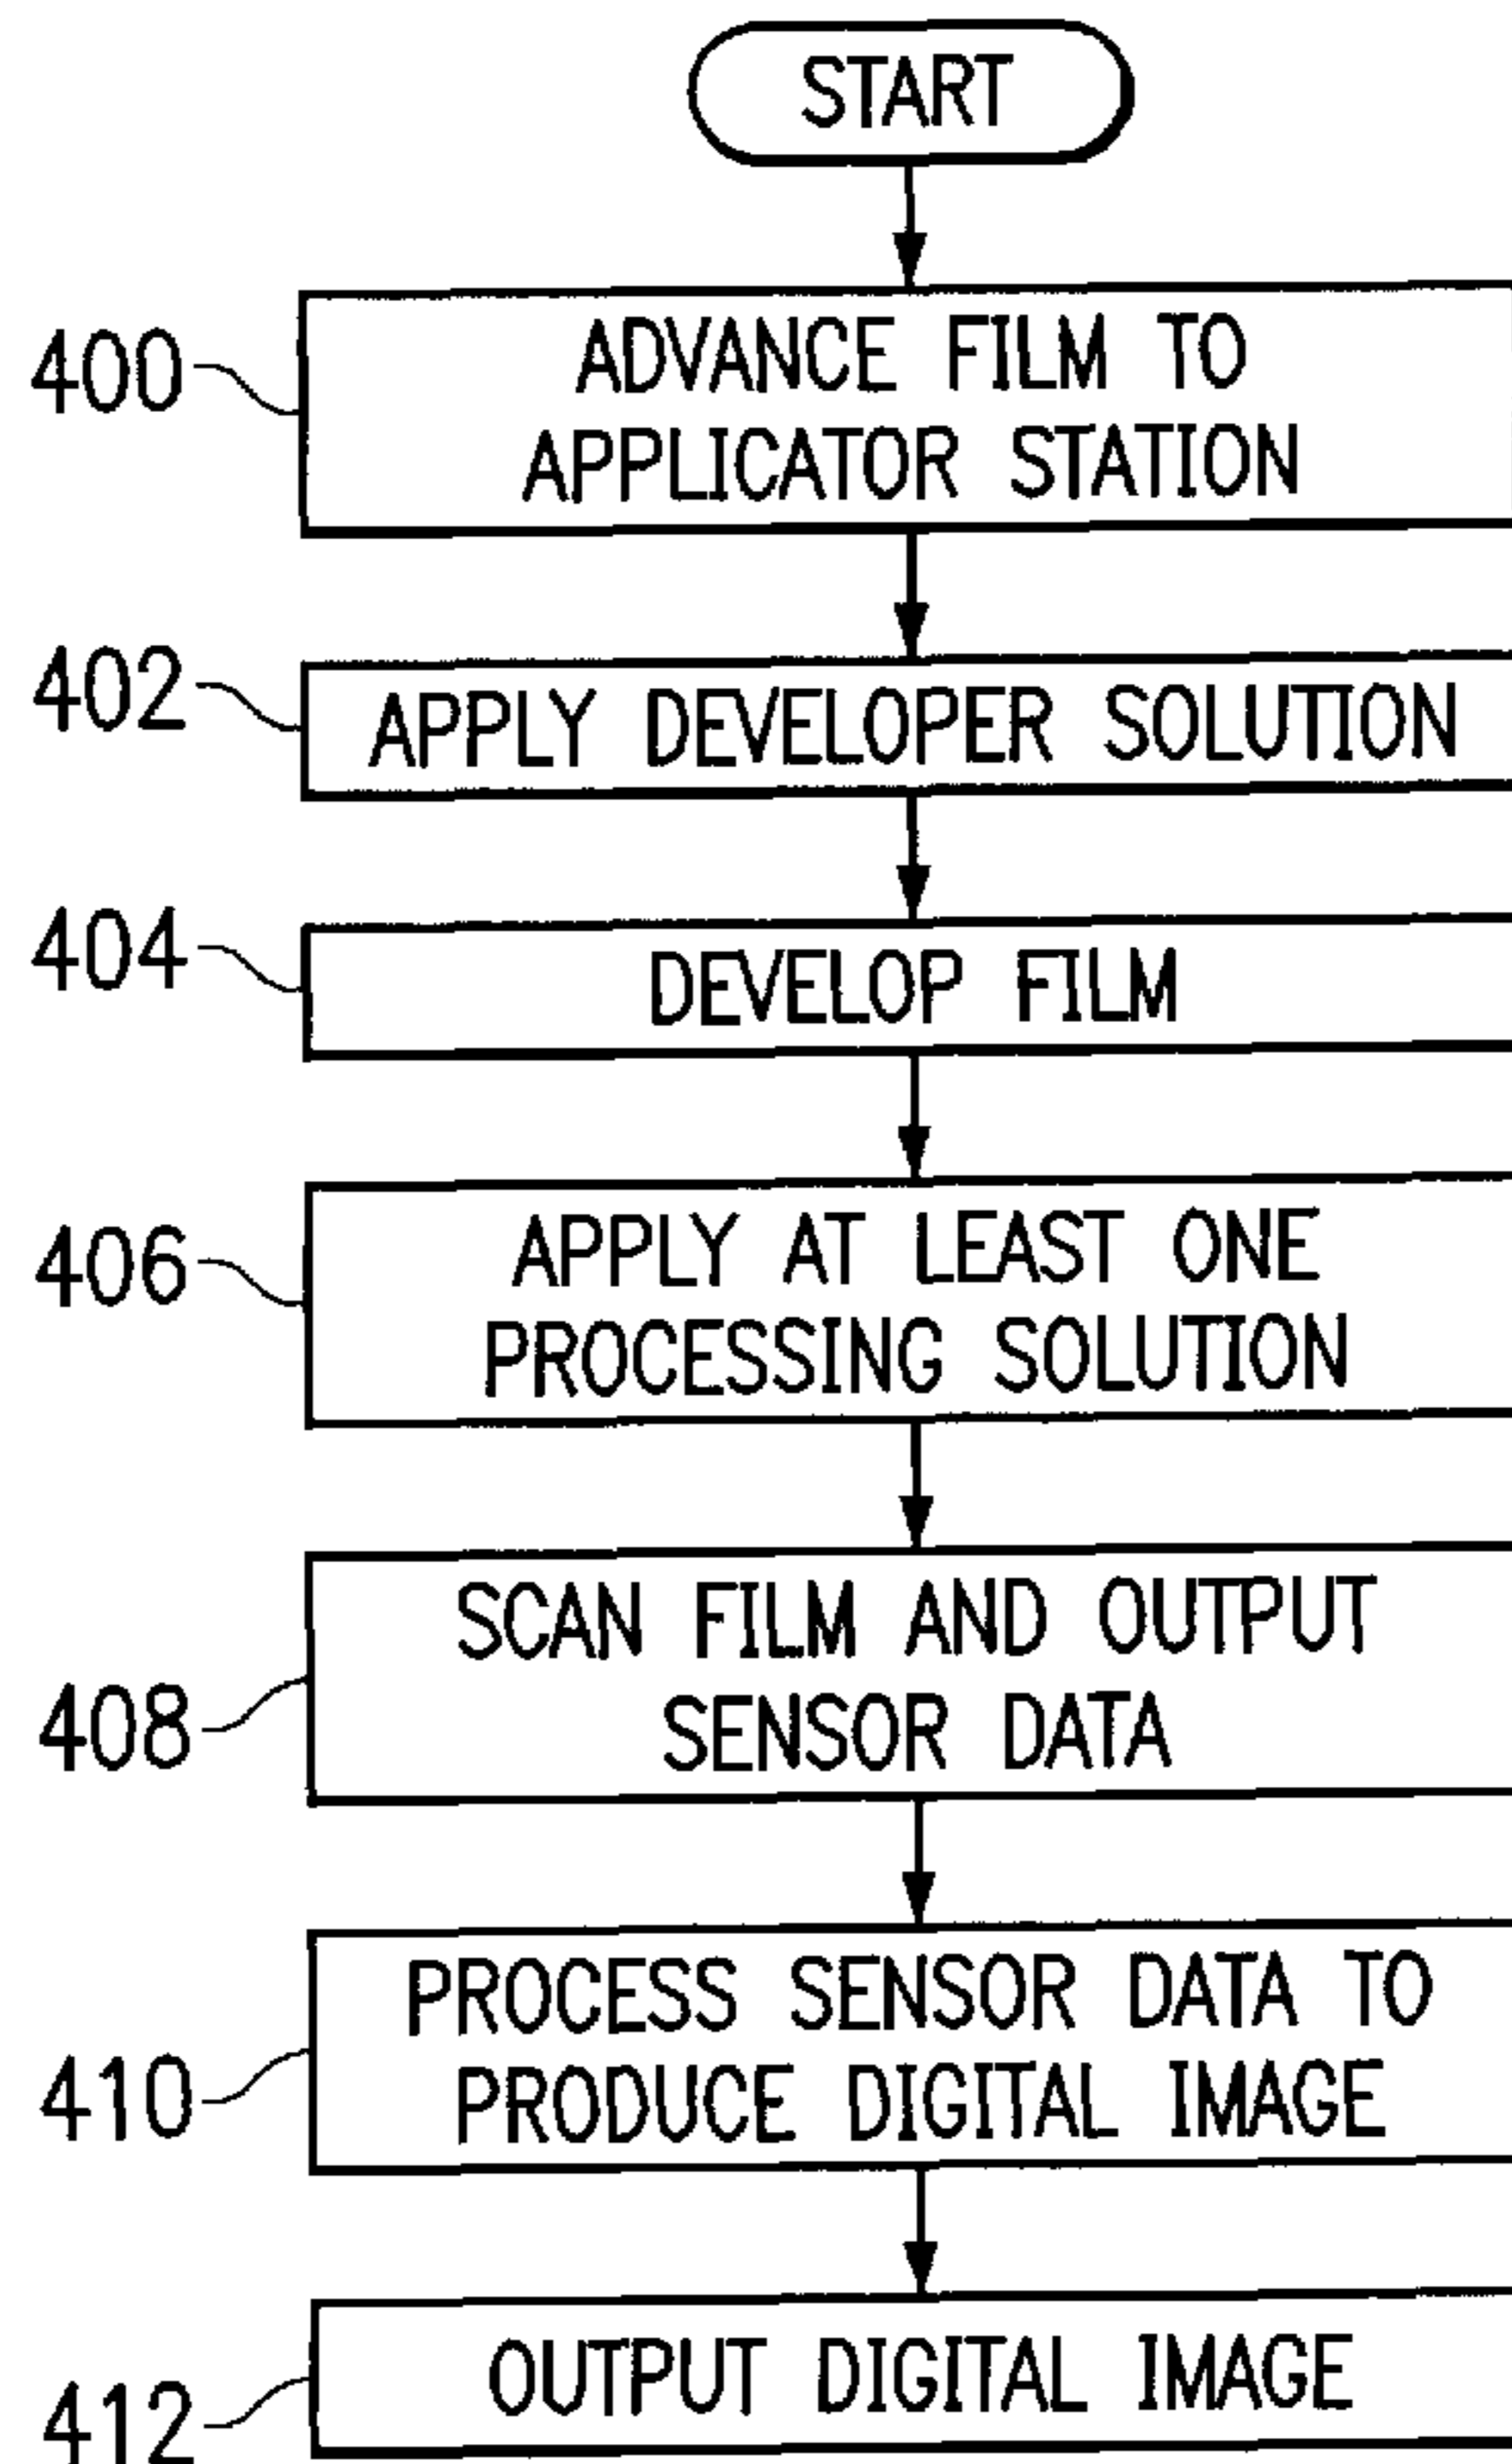 START
400
ADVANCE FILM TO
APPLICATOR STATION
402
APPLY DEVELOPER SOLUTION
404
DEVELOP FILM
406
APPLY AT LEAST ONE
PROCESSING SOLUTION
408
SCAN FILM AND OUTPUT
SENSOR DATA
410
PROCESS SENSOR DATA TO
PRODUCE DIGITAL IMAGE
412
OUTPUT DIGITAL IMAGE